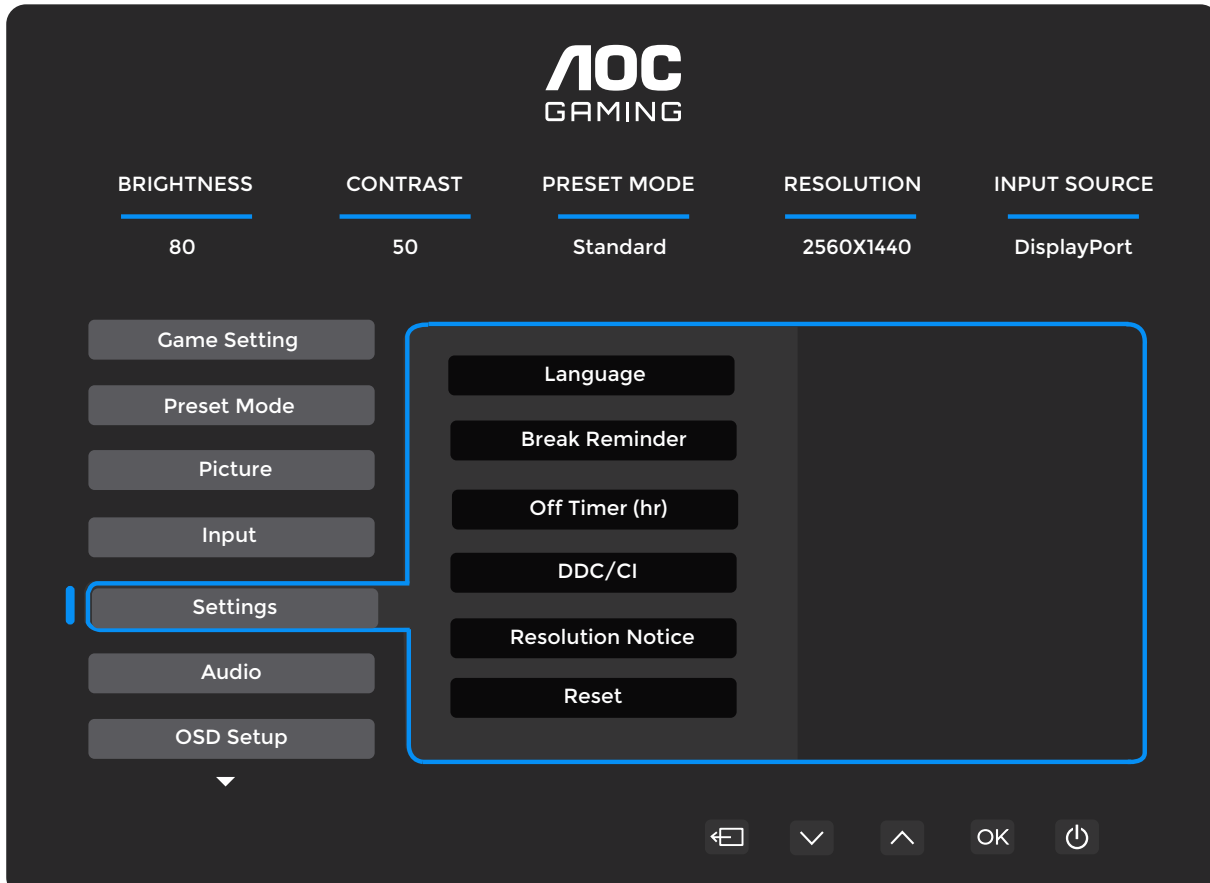 AOC
GAMING
BRIGHTNESS CONTRAST PRESET MODE RESOLUTION INPUT SOURCE
80 50 Standard 2560X1440 DisplayPort
Game Setting
Preset Mode
Picture
Input
Settings
Audio
OSD Setup
Language
Break Reminder
Off Timer (hr)
DDC/CI
Resolution Notice
Reset
OK